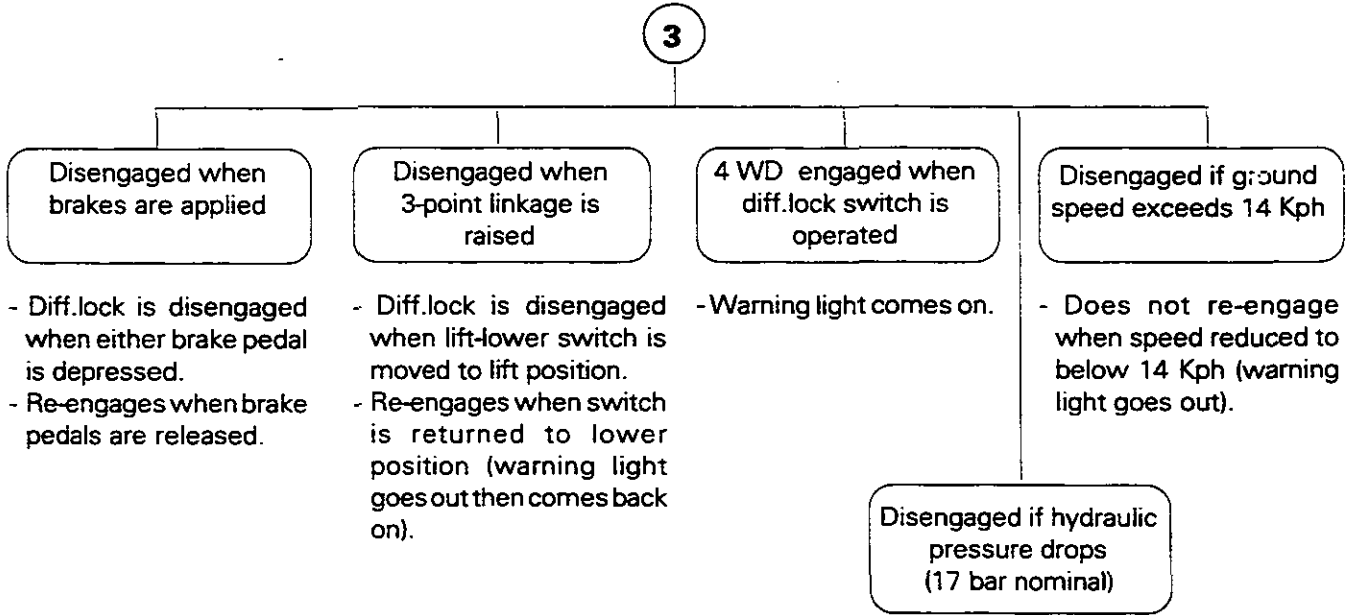 3
Disengaged when
brakes are applied
- Diff.lock is disengaged
when either brake pedal
is depressed.
- Re-engages when brake
pedals are released.
Disengaged when
3-point linkage is
raised
- Diff.lock is disengaged
when lift-lower switch is
moved to lift position.
- Re-engages when switch
is returned to lower
position (warning light
goes out then comes back
on).
4 WD engaged when
diff.lock switch is
operated
- Warning light comes on.
Disengaged if ground
speed exceeds 14 Kph
- Does not re-engage
when speed reduced to
below 14 Kph (warning
light goes out).
Disengaged if hydraulic
pressure drops
(17 bar nominal)